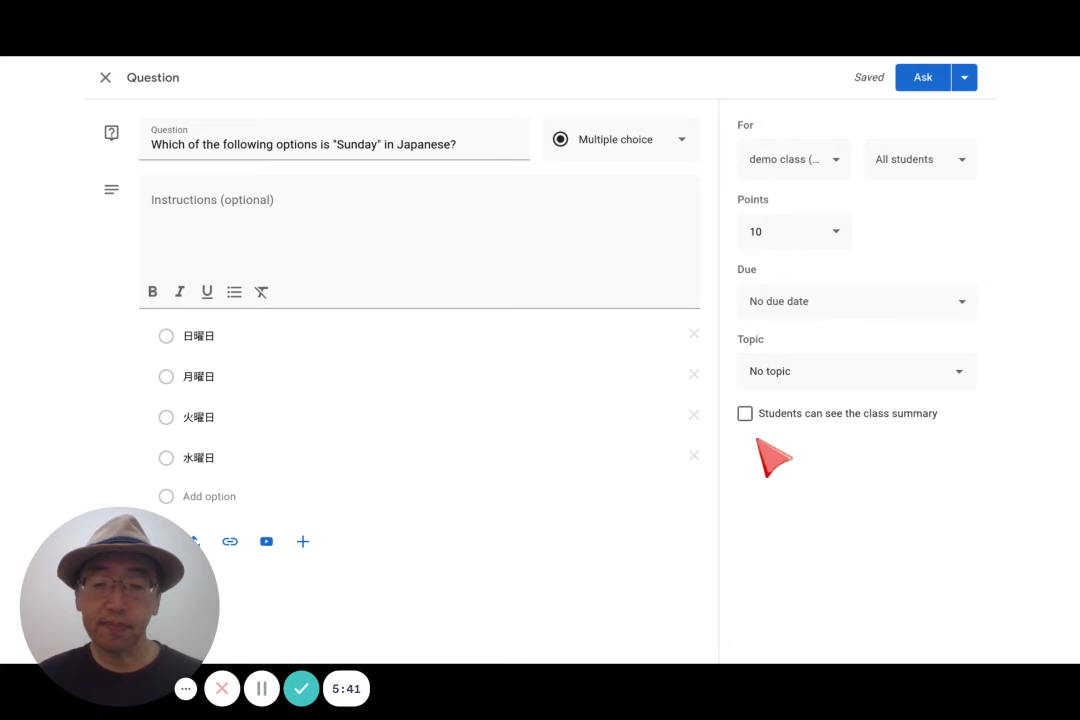 Question
Saved
Ask
Question
Which of the following options is "Sunday" in Japanese?
Multiple choice
Instructions (optional)
B I U
日曜日
月曜日
火曜日
水曜日
Add option
For
demo class (...
All students
Points
10
Due
No due date
Topic
No topic
Students can see the class summary
5:41